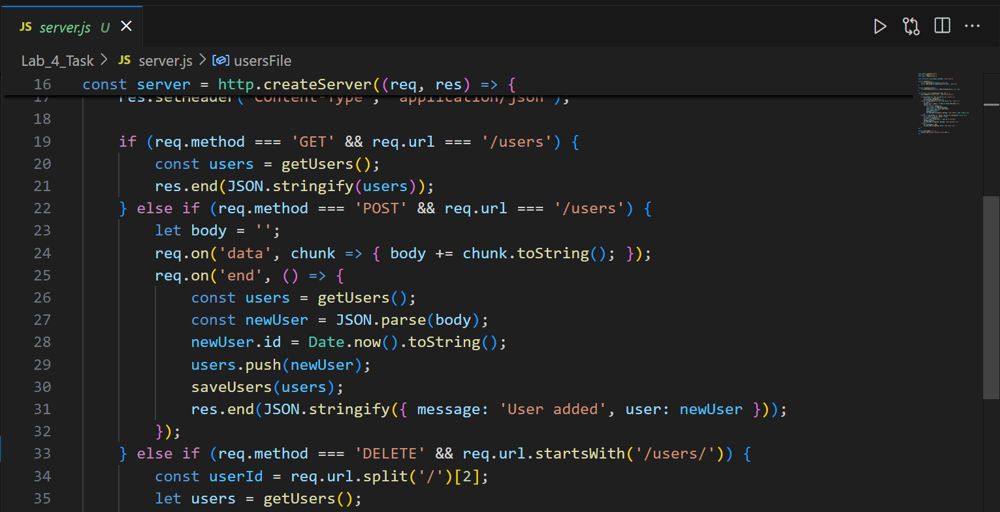 JS server.js U
Lab_4_Task > JS server.js > usersFile
16 const server = http.createServer((req, res) => {
17 res.setHeader('Content-Type', 'application/json');
18
19 if (req.method === 'GET' && req.url === '/users') {
20 const users = getUsers();
21 res.end(JSON.stringify(users));
22 } else if (req.method === 'POST' && req.url === '/users') {
23 let body = '';
24 req.on('data', chunk => { body += chunk.toString(); });
25 req.on('end', () => {
26 const users = getUsers();
27 const newUser = JSON.parse(body);
28 newUser.id = Date.now().toString();
29 users.push(newUser);
30 saveUsers(users);
31 res.end(JSON.stringify({ message: 'User added', user: newUser }));
32 });
33 } else if (req.method === 'DELETE' && req.url.startsWith('/users/')) {
34 const userId = req.url.split('/')[2];
35 let users = getUsers();